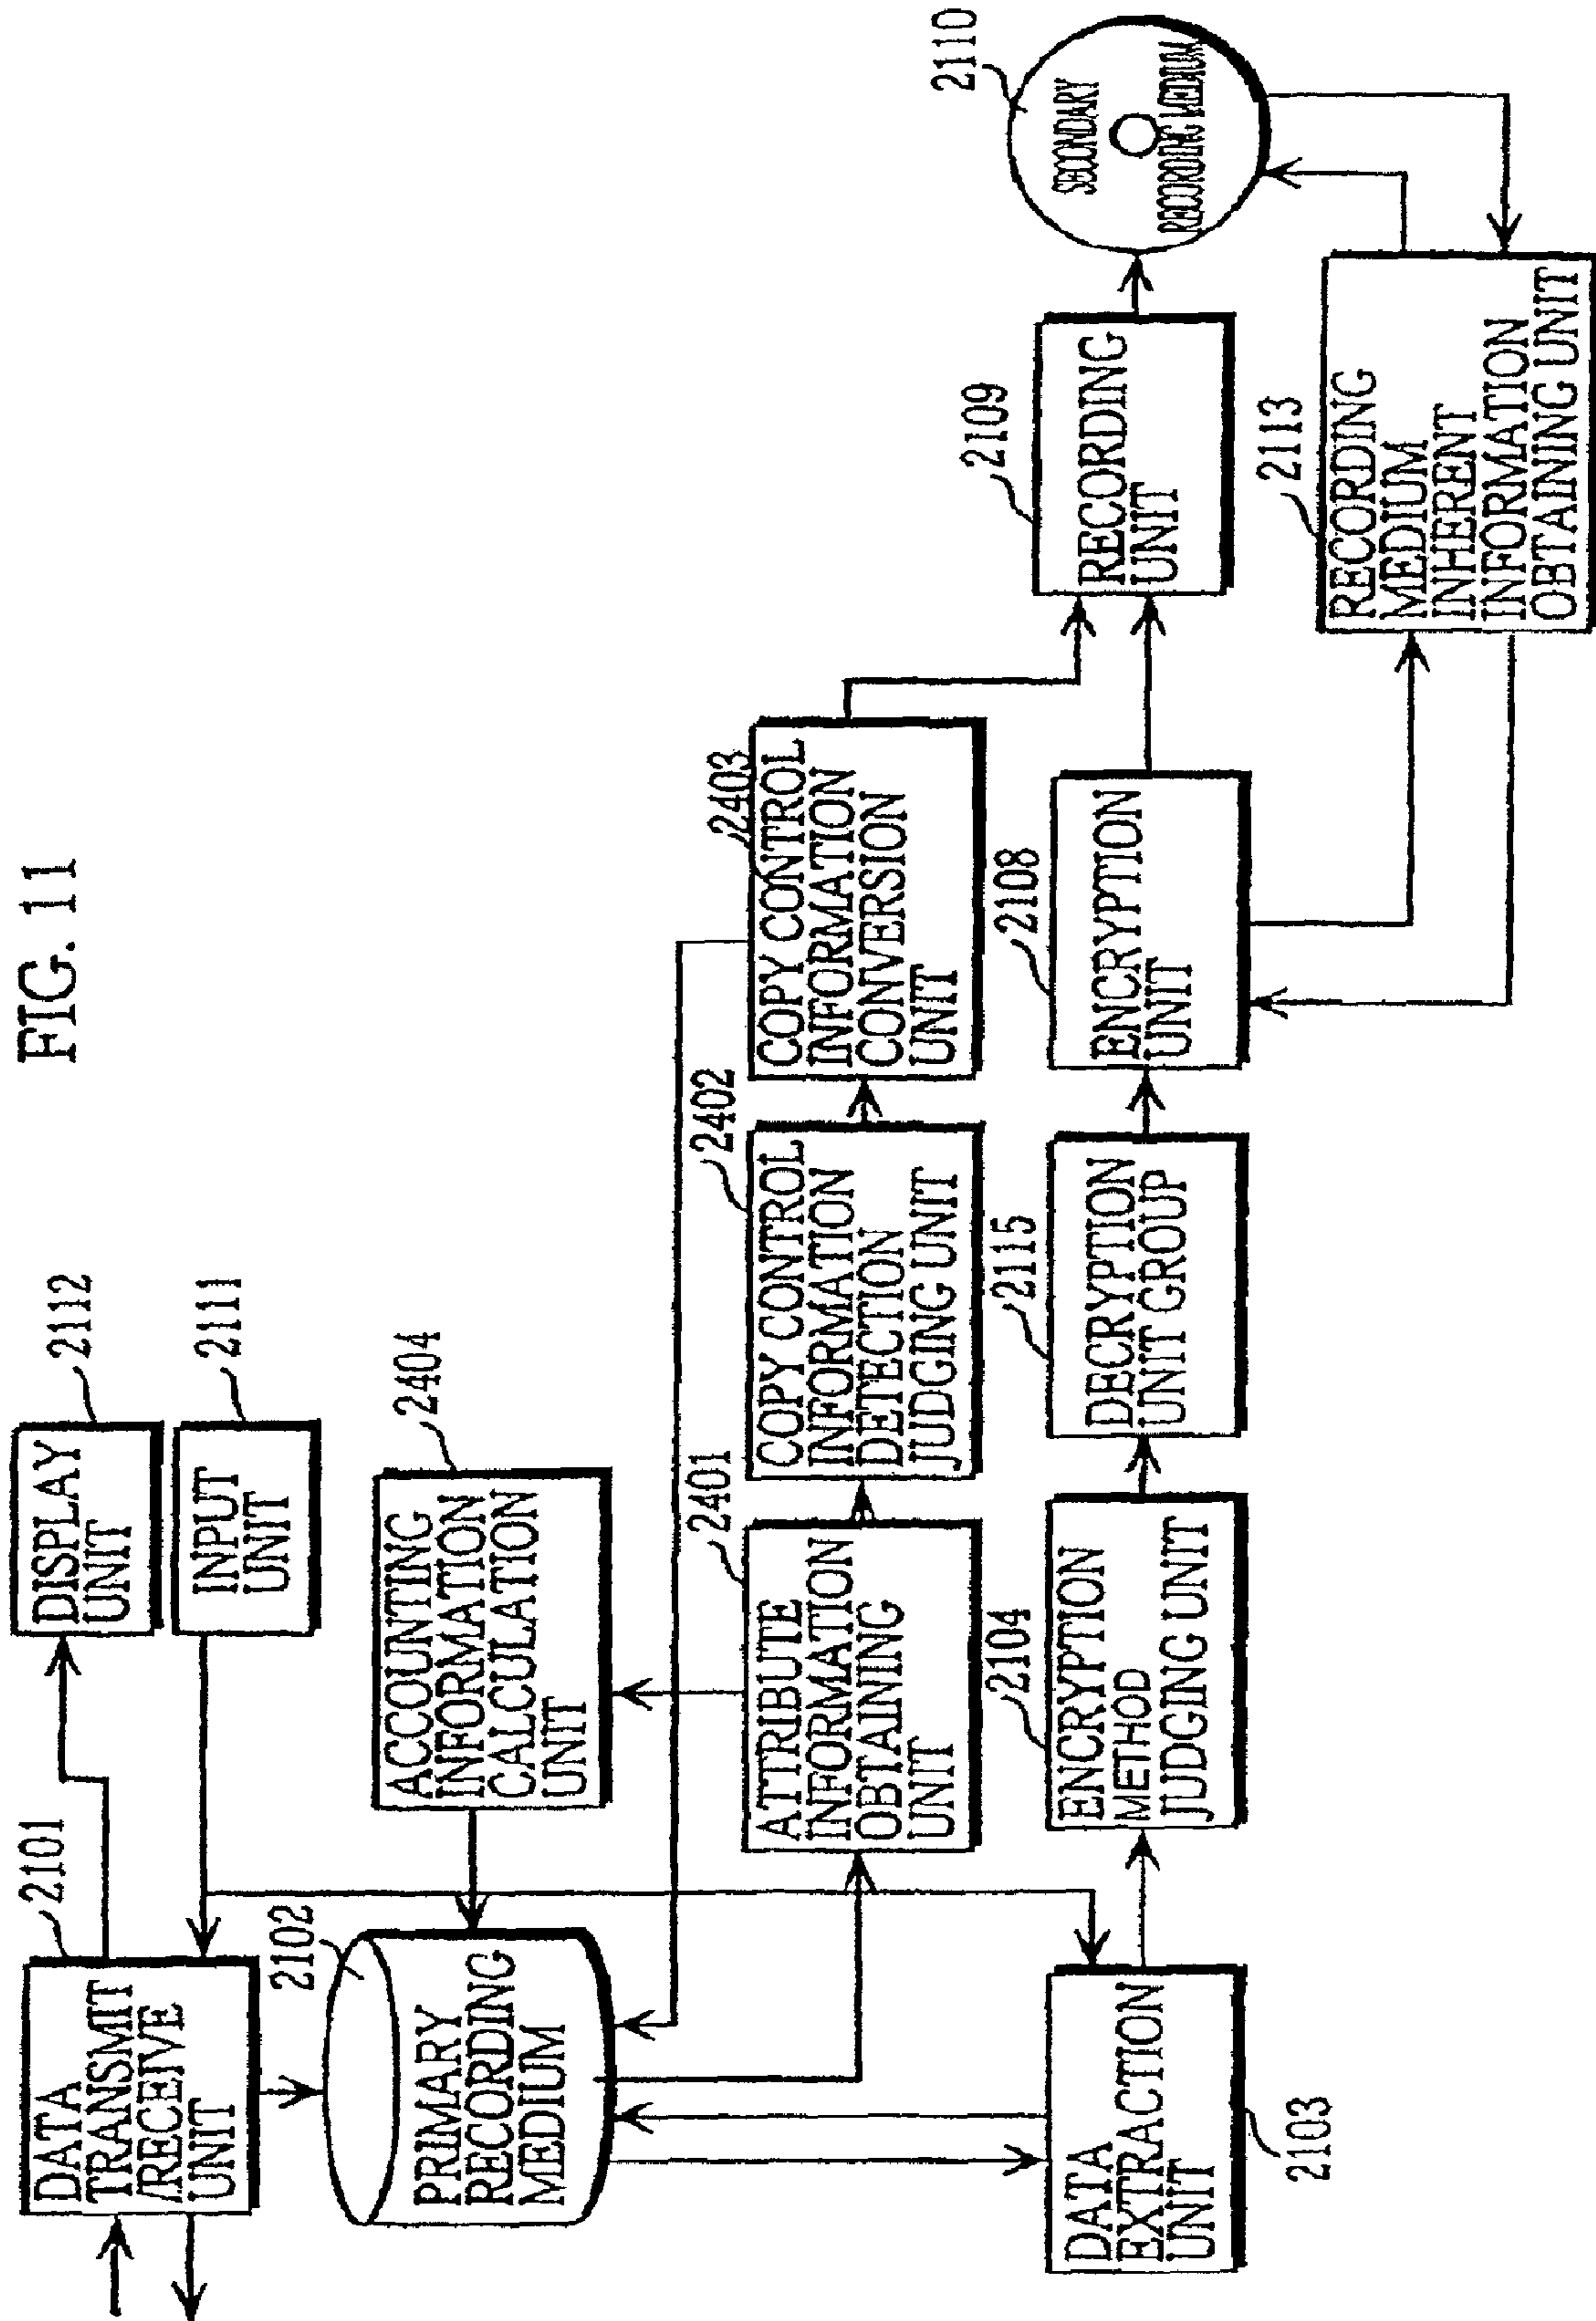 FIG. 11
2101
DATA
TRANSMIT
/RECEIVE
UNIT
2112
DISPLAY
UNIT
2111
INPUT
UNIT
2102
PRIMARY
RECORDING
MEDIUM
2404
ACCOUNTING
INFORMATION
CALCULATION
UNIT
2401
ATTRIBUTE
INFORMATION
OBTAINING
UNIT
2402
COPY CONTROL
INFORMATION
DETECTION
JUDGING UNIT
2403
COPY CONTROL
INFORMATION
CONVERSION
UNIT
2103
DATA
EXTRACTION
UNIT
2104
ENCRYPTION
METHOD
JUDGING UNIT
2115
DECRYPTION
UNIT GROUP
2108
ENCRYPTION
UNIT
2109
RECORDING
UNIT
2110
SECONDARY
RECORDING MEDIUM
2113
RECORDING
MEDIUM
INHERENT
INFORMATION
OBTAINING UNIT